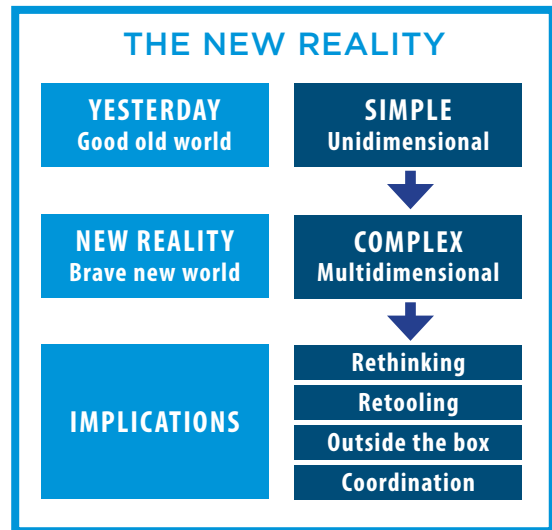 THE NEW REALITY
YESTERDAY
Good old world
SIMPLE
Unidimensional
NEW REALITY
Brave new world
COMPLEX
Multidimensional
IMPLICATIONS
Rethinking
Retooling
Outside the box
Coordination